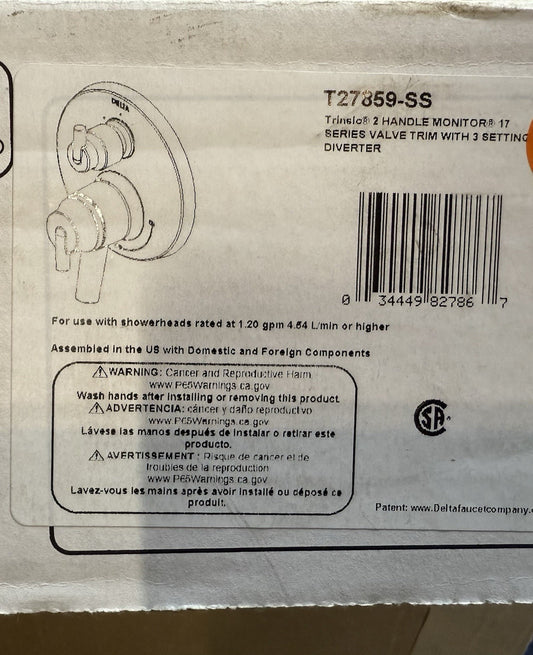 DELTA
T27859-SS
Trinsic® 2 HANDLE MONITOR® 17
SERIES VALVE TRIM WITH 3 SETTING
DIVERTER
0 34449 82786 7
For use with showerheads rated at 1.20 gpm 4.54 L/min or higher
Assembled in the US with Domestic and Foreign Components
⚠WARNING: Cancer and Reproductive Harm
www.P65Warnings.ca.gov
Wash hands after installing or removing this product.
⚠ADVERTENCIA: cáncer y daño reproductivo
www.P65Warnings.ca.gov
Lávese las manos después de instalar o retirar este
producto.
⚠AVERTISSEMENT : Risque de cancer et de
troubles de la reproduction
www.P65Warnings.ca.gov
Lavez-vous les mains après avoir installé ou déposé ce
produit.
SA
Patent: www.Deltafaucetcompany.